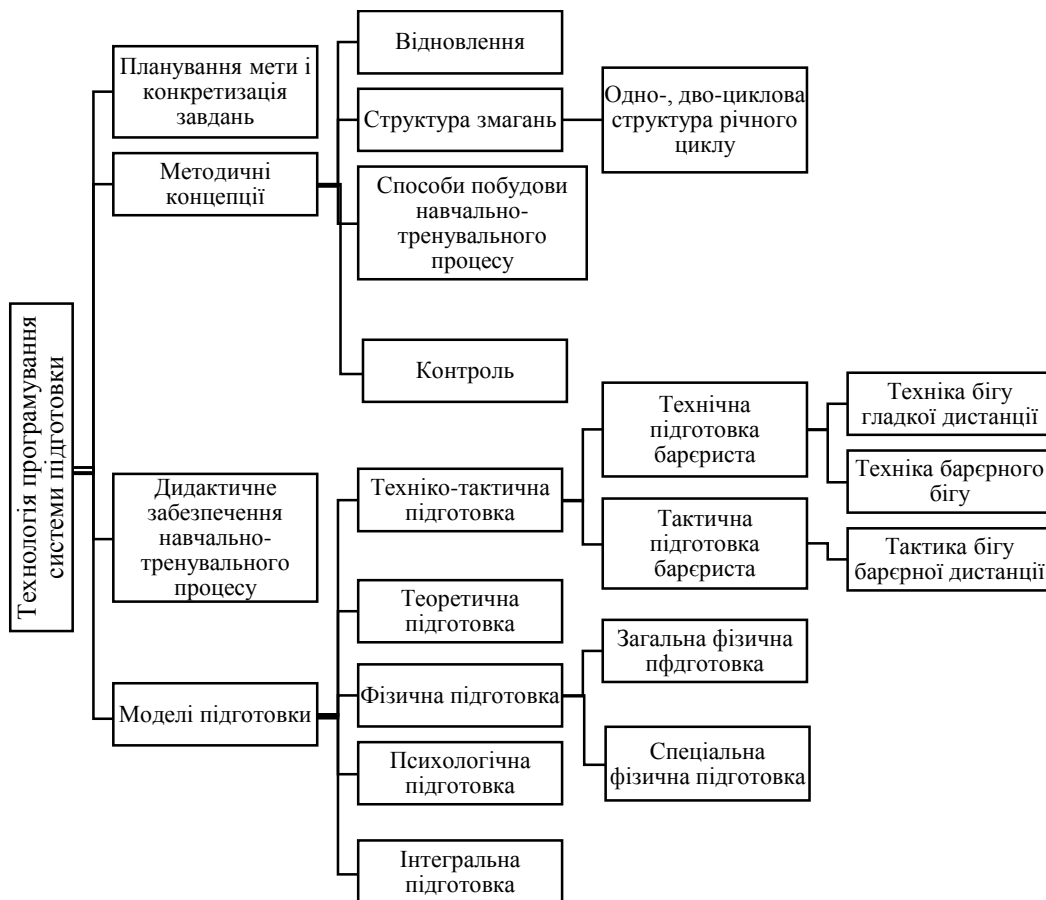 Технологія програмування
системи підготовки
Планування мети і
конкретизація
завдань
Методичні
концепції
Відновлення
Структура змагань
Одно-, дво-циклова
структура річного
циклу
Способи побудови
навчально-
тренувального
процесу
Контроль
Дидактичне
забезпечення
навчально-
тренувального
процесу
Моделі підготовки
Техніко-тактична
підготовка
Технічна
підготовка
барєриста
Техніка бігу
гладкої дистанції
Техніка барєрного
бігу
Тактична
підготовка
барєриста
Тактика бігу
барєрної дистанції
Теоретична
підготовка
Фізична підготовка
Загальна фізична
пфдготовка
Спеціальна
фізична підготовка
Психологічна
підготовка
Інтегральна
підготовка